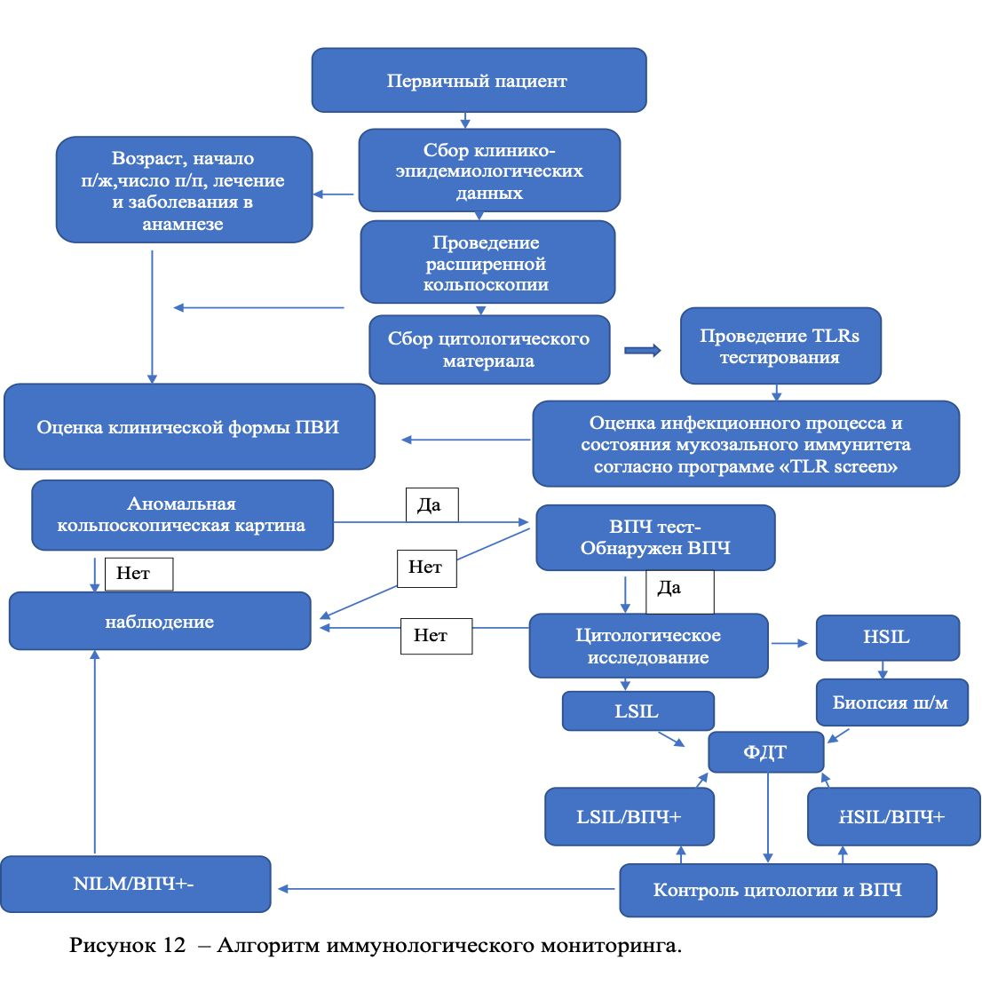 Первичный пациент
Сбор клинико-
эпидемиологических
данных
Возраст, начало
п/ж,число п/п, лечение
и заболевания в
анамнезе
Проведение
расширенной
кольпоскопии
Сбор цитологического
материала
Проведение TLRs
тестирования
Оценка клинической формы ПВИ
Оценка инфекционного процесса и
состояния мукозального иммунитета
согласно программе «TLR screen»
Аномальная
кольпоскопическая картина
Да
ВПЧ тест-
Обнаружен ВПЧ
Нет
Нет
Да
наблюдение
Нет
Цитологическое
исследование
HSIL
LSIL
Биопсия ш/м
ФДТ
LSIL/ВПЧ+
HSIL/ВПЧ+
NILM/ВПЧ+-
Контроль цитологии и ВПЧ
Рисунок 12 – Алгоритм иммунологического мониторинга.